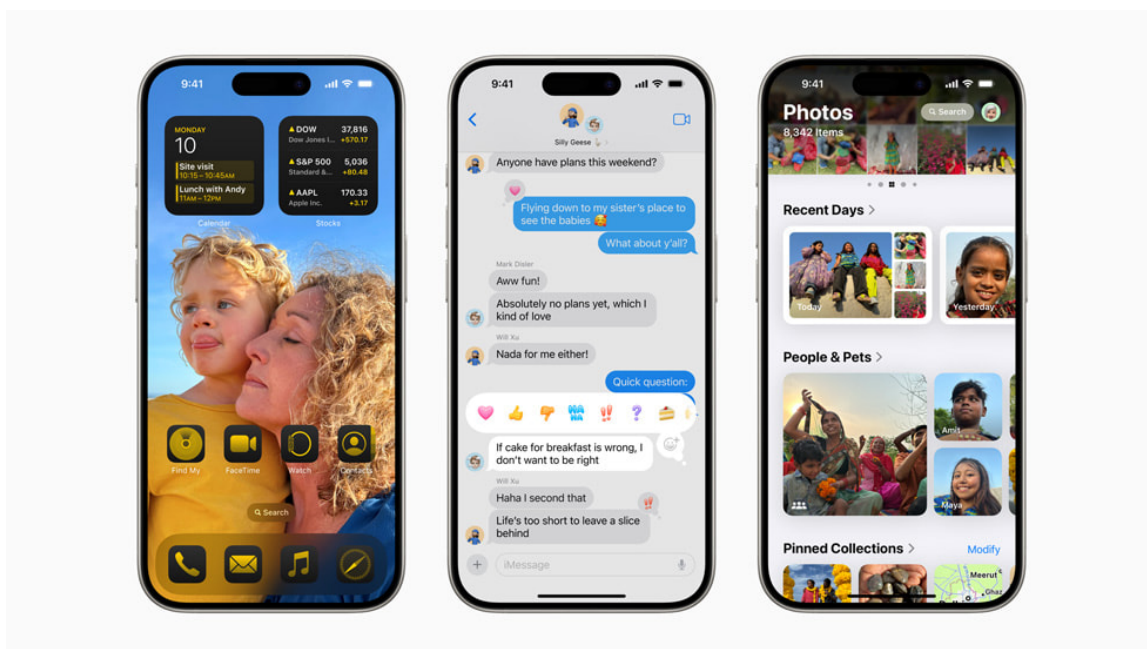 9:41
MONDAY
10
Site visit
10:15–10:45AM
Lunch with Andy
11AM–12PM
Calendar
▲ DOW 37,816
Dow Jones I... +570.17
▲ S&P 500 5,036
Standard &... +80.48
▲ AAPL 170.33
Apple Inc. +3.17
Stocks
Find My
FaceTime
Watch
Contacts
Search
9:41
Silly Geese
Anyone have plans this weekend?
Flying down to my sister's place to
see the babies 🥰
What about y'all?
Mark Disler
Aww fun!
Absolutely no plans yet, which I
kind of love
Will Xu
Nada for me either!
Quick question:
HA
HA
If cake for breakfast is wrong, I
don't want to be right
Will Xu
Haha I second that
Life's too short to leave a slice
behind
iMessage
9:41
Photos
Search
8,342 Items
Recent Days >
Today
Yesterday
People & Pets >
Amit
Maya
Pinned Collections >
Modify
Meerut
Ghaz